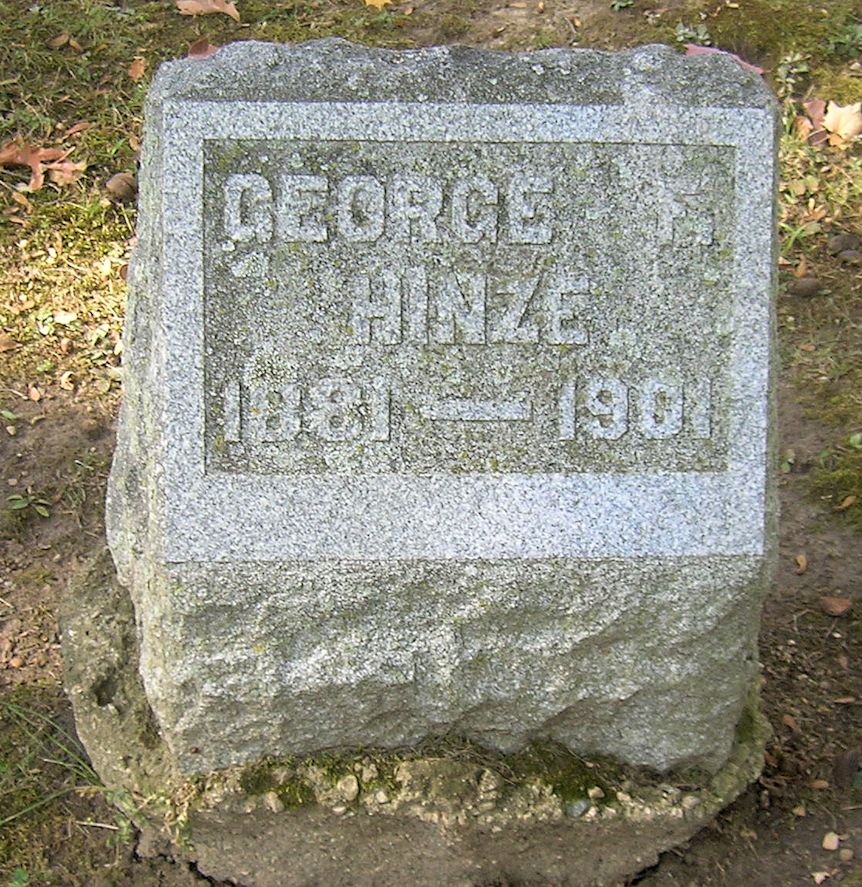 GEORGE F.
HINZE
1881 — 1901